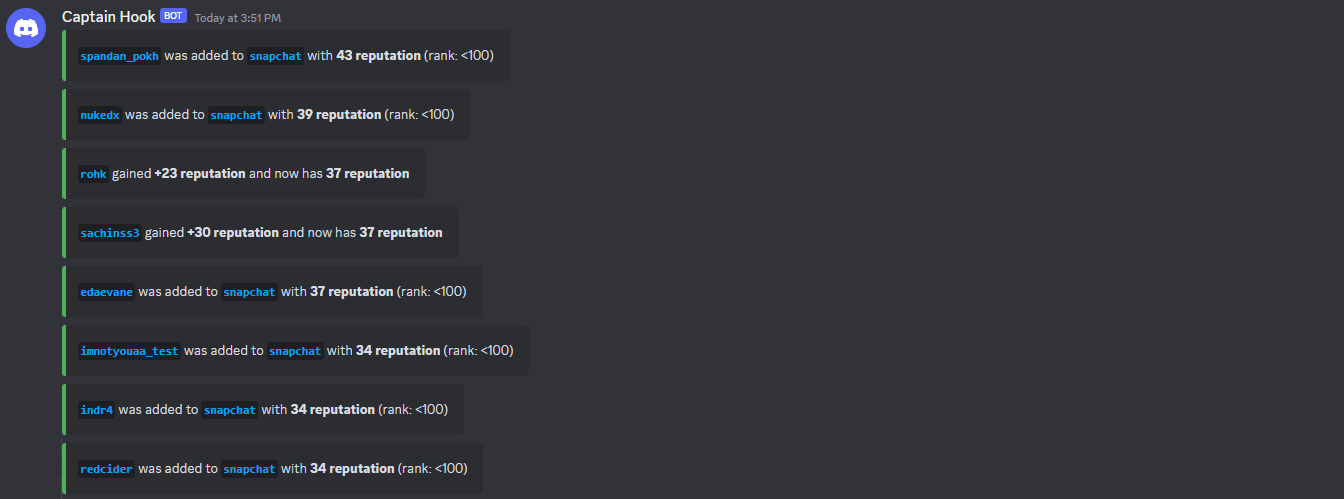 Captain Hook BOT Today at 3:51 PM
spandan_pokh was added to snapchat with 43 reputation (rank: <100)
nukedx was added to snapchat with 39 reputation (rank: <100)
rohk gained +23 reputation and now has 37 reputation
sachinss3 gained +30 reputation and now has 37 reputation
edaevane was added to snapchat with 37 reputation (rank: <100)
imnotyouaa_test was added to snapchat with 34 reputation (rank: <100)
indr4 was added to snapchat with 34 reputation (rank: <100)
redcider was added to snapchat with 34 reputation (rank: <100)